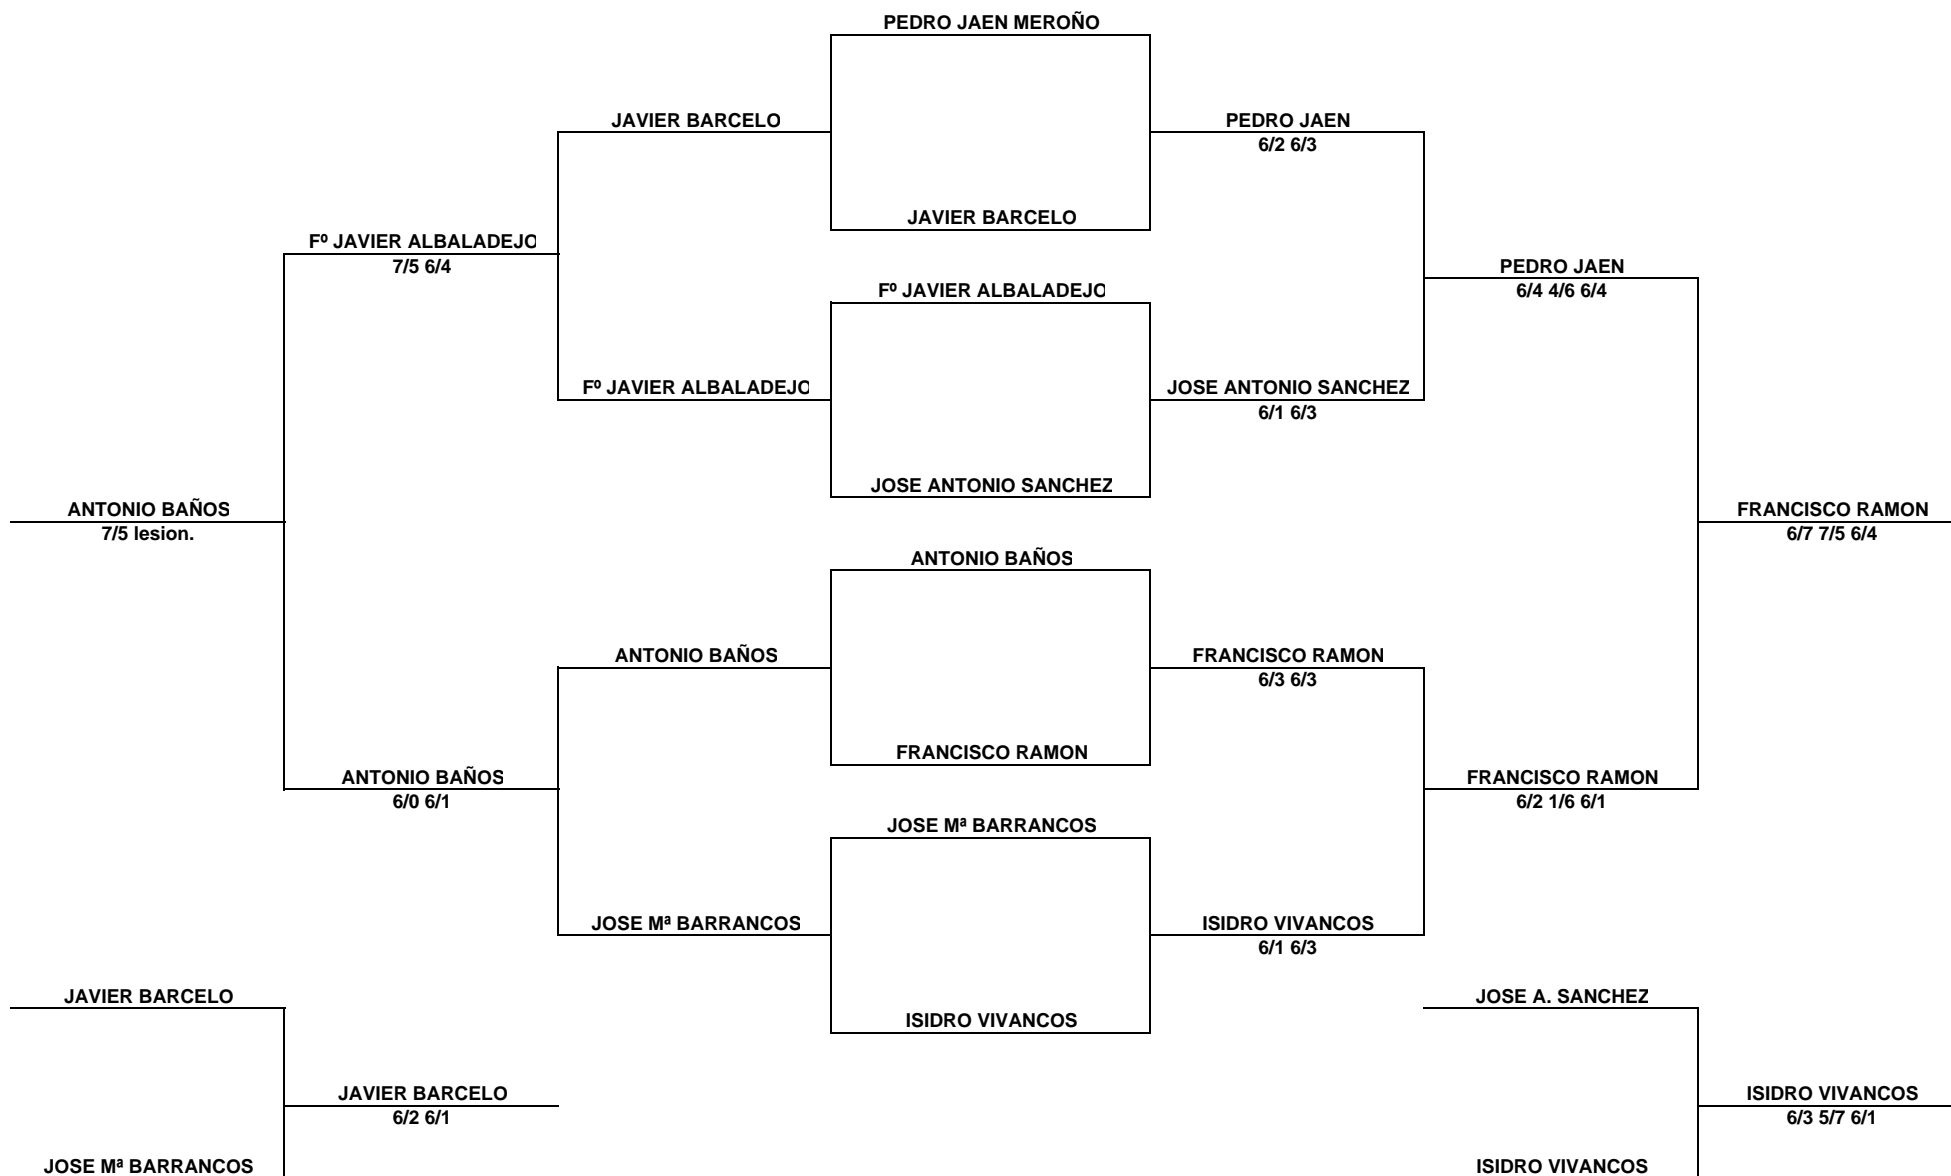 PEDRO JAEN MEROÑO
JAVIER BARCELO
PEDRO JAEN
6/2 6/3
JAVIER BARCELO
Fº JAVIER ALBALADEJO
7/5 6/4
PEDRO JAEN
6/4 4/6 6/4
Fº JAVIER ALBALADEJO
Fº JAVIER ALBALADEJO
JOSE ANTONIO SANCHEZ
6/1 6/3
JOSE ANTONIO SANCHEZ
ANTONIO BAÑOS
7/5 lesion.
FRANCISCO RAMON
6/7 7/5 6/4
ANTONIO BAÑOS
ANTONIO BAÑOS
FRANCISCO RAMON
6/3 6/3
FRANCISCO RAMON
ANTONIO BAÑOS
6/0 6/1
FRANCISCO RAMON
6/2 1/6 6/1
JOSE Mª BARRANCOS
JOSE Mª BARRANCOS
ISIDRO VIVANCOS
6/1 6/3
JAVIER BARCELO
JOSE A. SANCHEZ
ISIDRO VIVANCOS
JAVIER BARCELO
6/2 6/1
ISIDRO VIVANCOS
6/3 5/7 6/1
JOSE Mª BARRANCOS
ISIDRO VIVANCOS